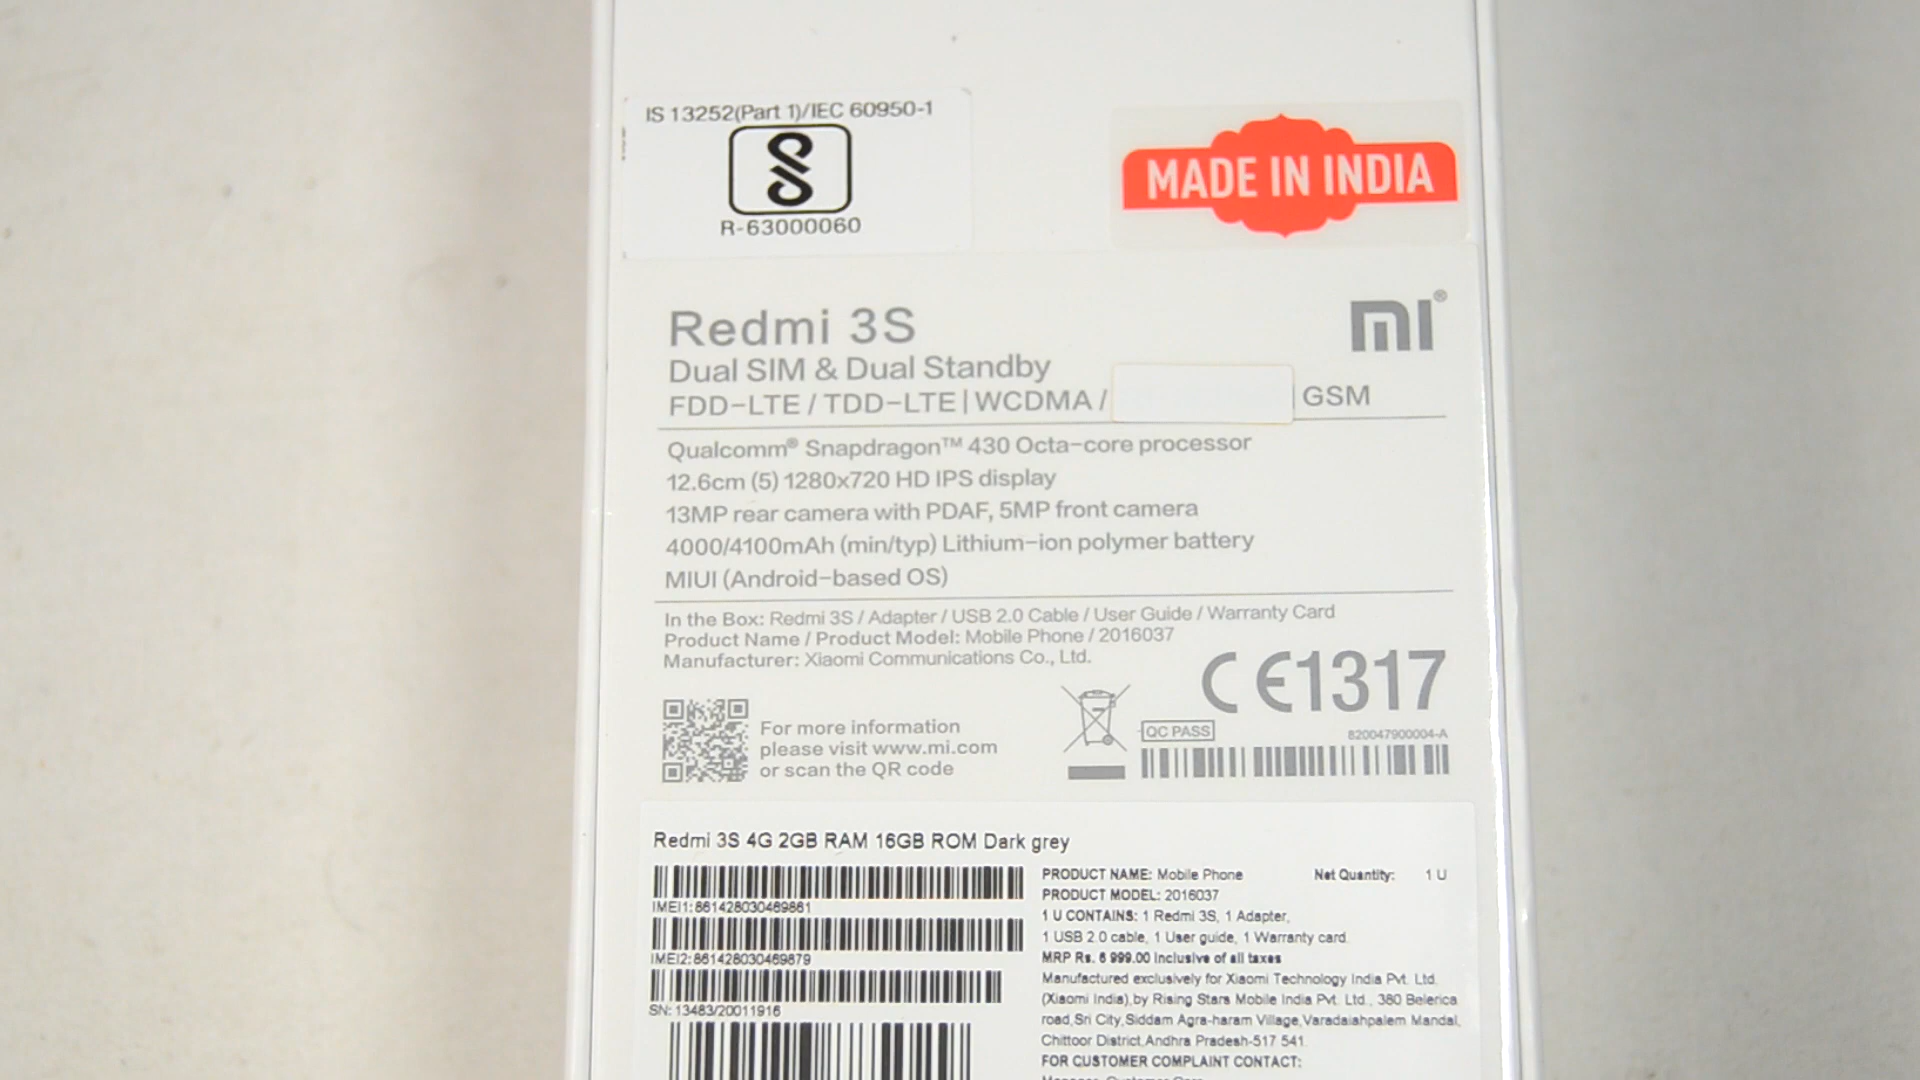 IS 13252(Part 1)/IEC 60950-1
R-63000060
MADE IN INDIA
Redmi 3S
mi®
Dual SIM & Dual Standby
FDD-LTE / TDD-LTE | WCDMA / GSM
Qualcomm® Snapdragon™ 430 Octa-core processor
12.6cm (5) 1280x720 HD IPS display
13MP rear camera with PDAF, 5MP front camera
4000/4100mAh (min/typ) Lithium-ion polymer battery
MIUI (Android-based OS)
In the Box: Redmi 3S / Adapter / USB 2.0 Cable / User Guide / Warranty Card
Product Name / Product Model: Mobile Phone / 2016037
Manufacturer: Xiaomi Communications Co., Ltd.
CE1317
For more information
please visit www.mi.com
or scan the QR code
QC PASS
820047900004-A
Redmi 3S 4G 2GB RAM 16GB ROM Dark grey
IMEI1:861428030469861
IMEI2:861428030469879
SN: 13483/20011916
PRODUCT NAME: Mobile Phone Net Quantity: 1 U
PRODUCT MODEL: 2016037
1 U CONTAINS: 1 Redmi 3S, 1 Adapter,
1 USB 2.0 cable, 1 User guide, 1 Warranty card
MRP Rs. 6 999.00 Inclusive of all taxes
Manufactured exclusively for Xiaomi Technology India Pvt. Ltd.
(Xiaomi India),by Rising Stars Mobile India Pvt. Ltd., 380 Belerica
road,Sri City,Siddam Agra-haram Village,Varadaiahpalem Mandal,
Chittoor District,Andhra Pradesh-517 541
FOR CUSTOMER COMPLAINT CONTACT: